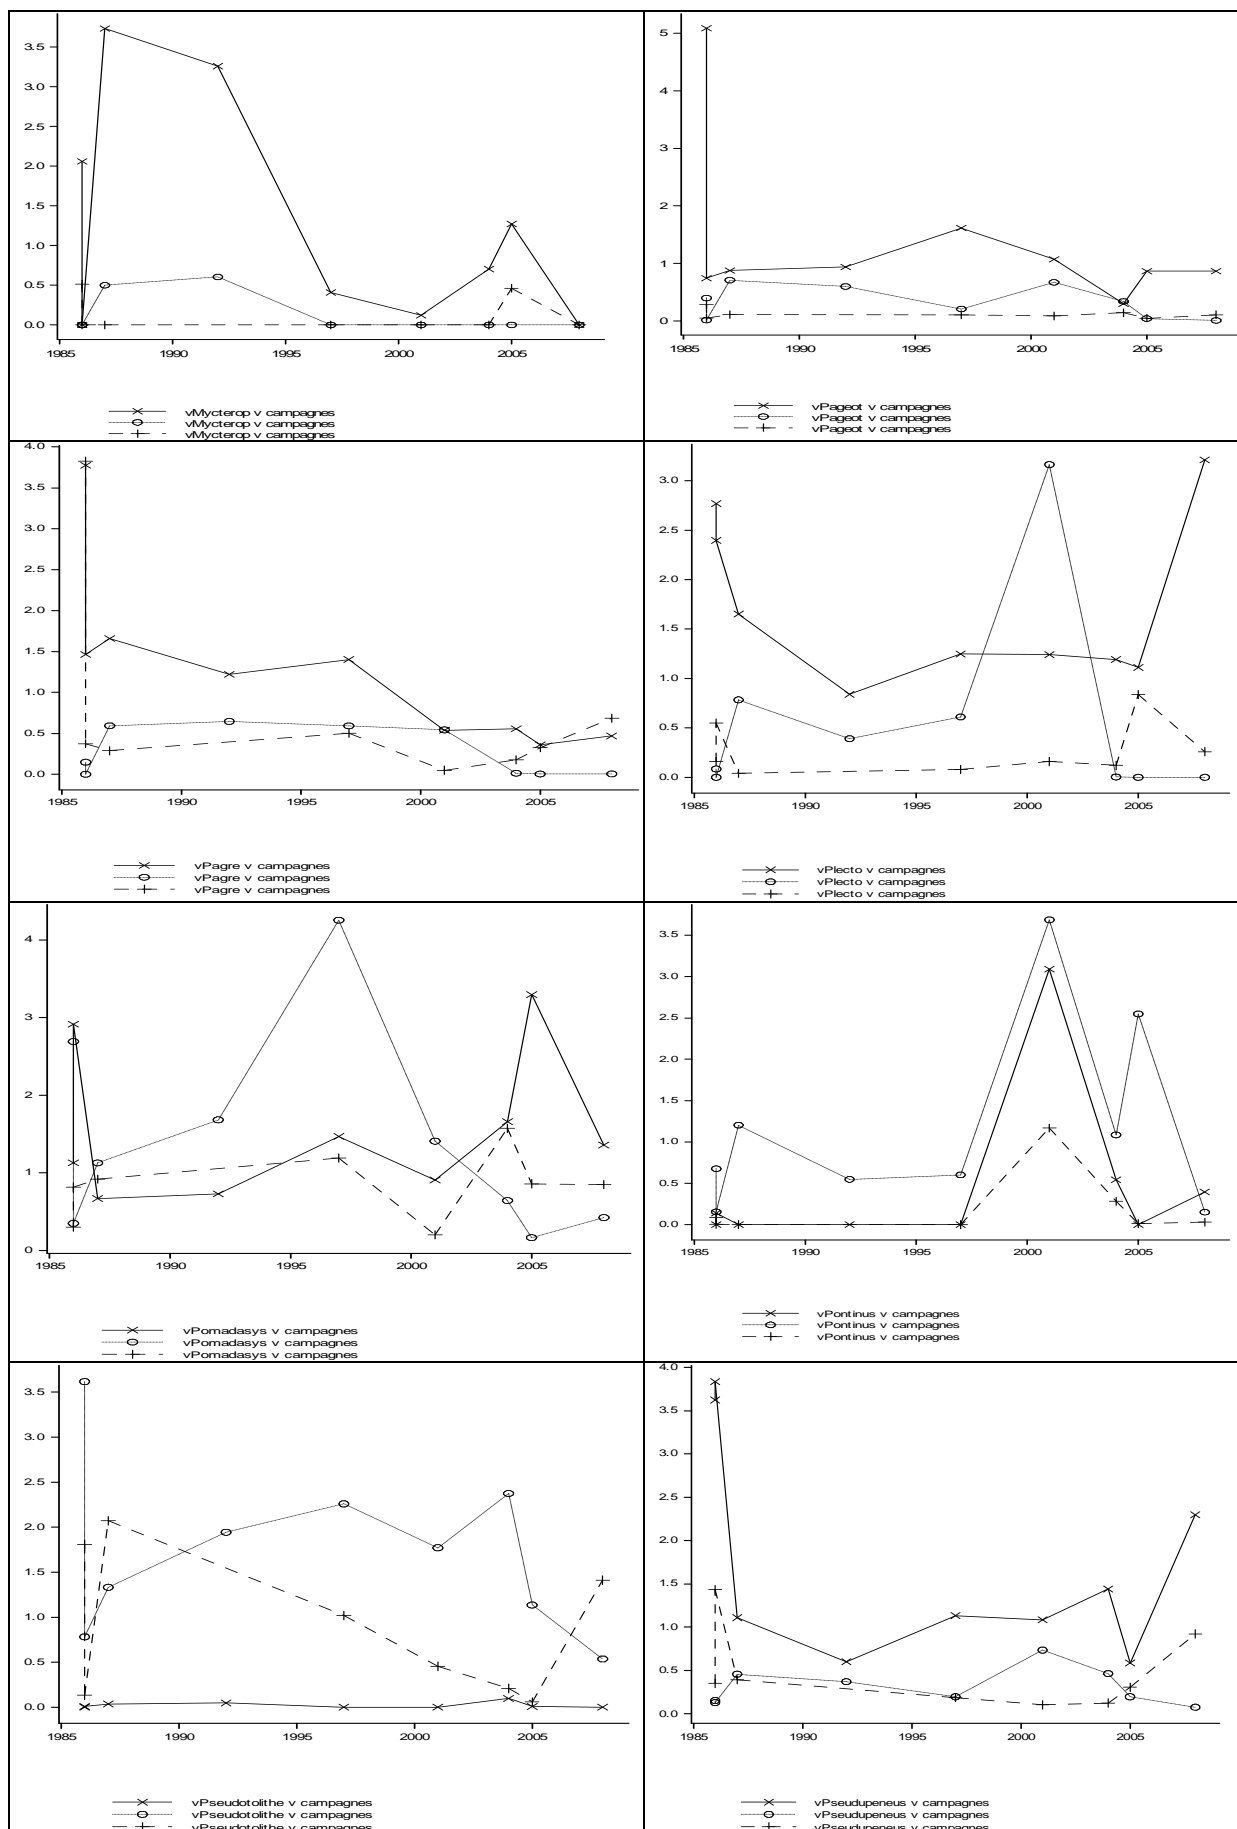 3.5
3.0
2.5
2.0
1.5
1.0
0.5
0.0
1985 1990 1995 2000 2005
vMycterop v campagnes
vMycterop v campagnes
vMycterop v campagnes
5
4
3
2
1
0
1985 1990 1995 2000 2005
vPageot v campagnes
vPageot v campagnes
vPageot v campagnes
4.0
3.5
3.0
2.5
2.0
1.5
1.0
0.5
0.0
1985 1990 1995 2000 2005
vPagre v campagnes
vPagre v campagnes
vPagre v campagnes
3.0
2.5
2.0
1.5
1.0
0.5
0.0
1985 1990 1995 2000 2005
vPlecto v campagnes
vPlecto v campagnes
vPlecto v campagnes
4
3
2
1
0
1985 1990 1995 2000 2005
vPomadasys v campagnes
vPomadasys v campagnes
vPomadasys v campagnes
3.5
3.0
2.5
2.0
1.5
1.0
0.5
0.0
1985 1990 1995 2000 2005
vPontinus v campagnes
vPontinus v campagnes
vPontinus v campagnes
3.5
3.0
2.5
2.0
1.5
1.0
0.5
0.0
1985 1990 1995 2000 2005
vPseudotolithe v campagnes
vPseudotolithe v campagnes
vPseudotolithe v campagnes
4.0
3.5
3.0
2.5
2.0
1.5
1.0
0.5
0.0
1985 1990 1995 2000 2005
vPseudupeneus v campagnes
vPseudupeneus v campagnes
vPseudupeneus v campagnes